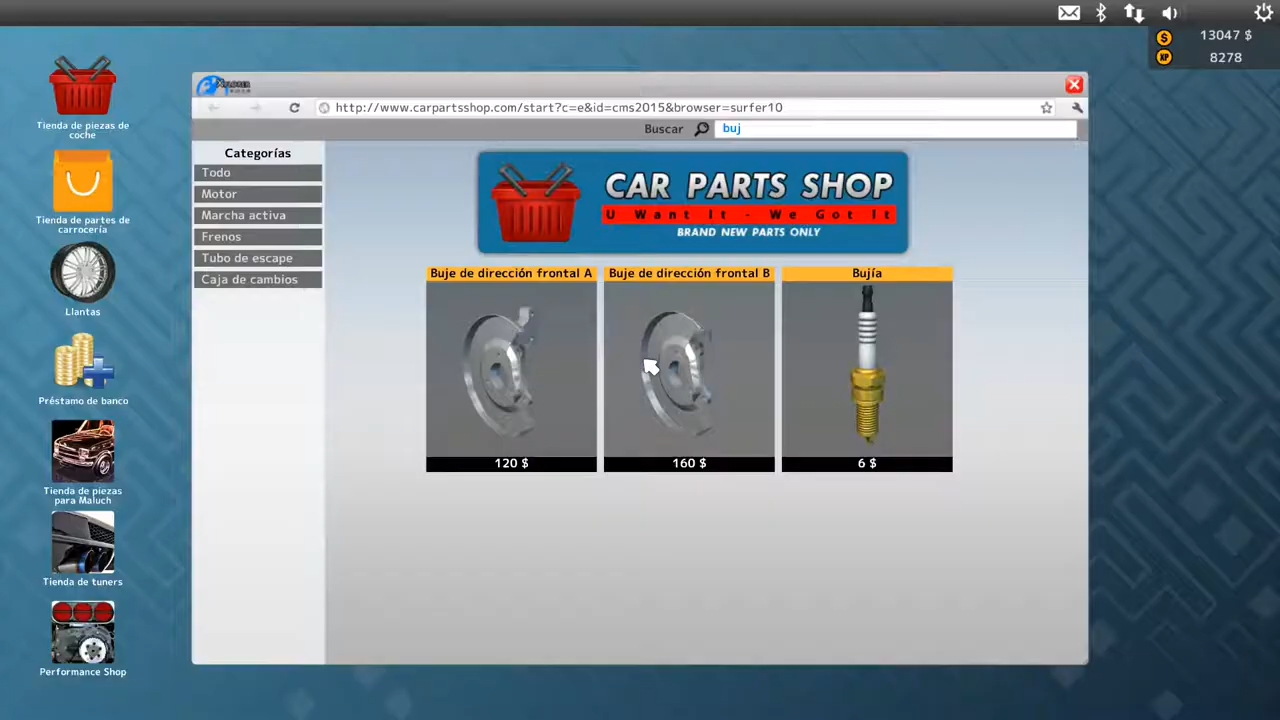 13047 $
8278
http://www.carpartsshop.com/start?c=e&id=cms2015&browser=surfer10
Buscar
buj
Tienda de piezas de
coche
Tienda de partes de
carrocería
Llantas
Préstamo de banco
Tienda de piezas
para Maluch
Tienda de tuners
Performance Shop
Categorías
Todo
Motor
Marcha activa
Frenos
Tubo de escape
Caja de cambios
CAR PARTS SHOP
U Want It - We Got It
BRAND NEW PARTS ONLY
Buje de dirección frontal A
120 $
Buje de dirección frontal B
160 $
Bujía
6 $